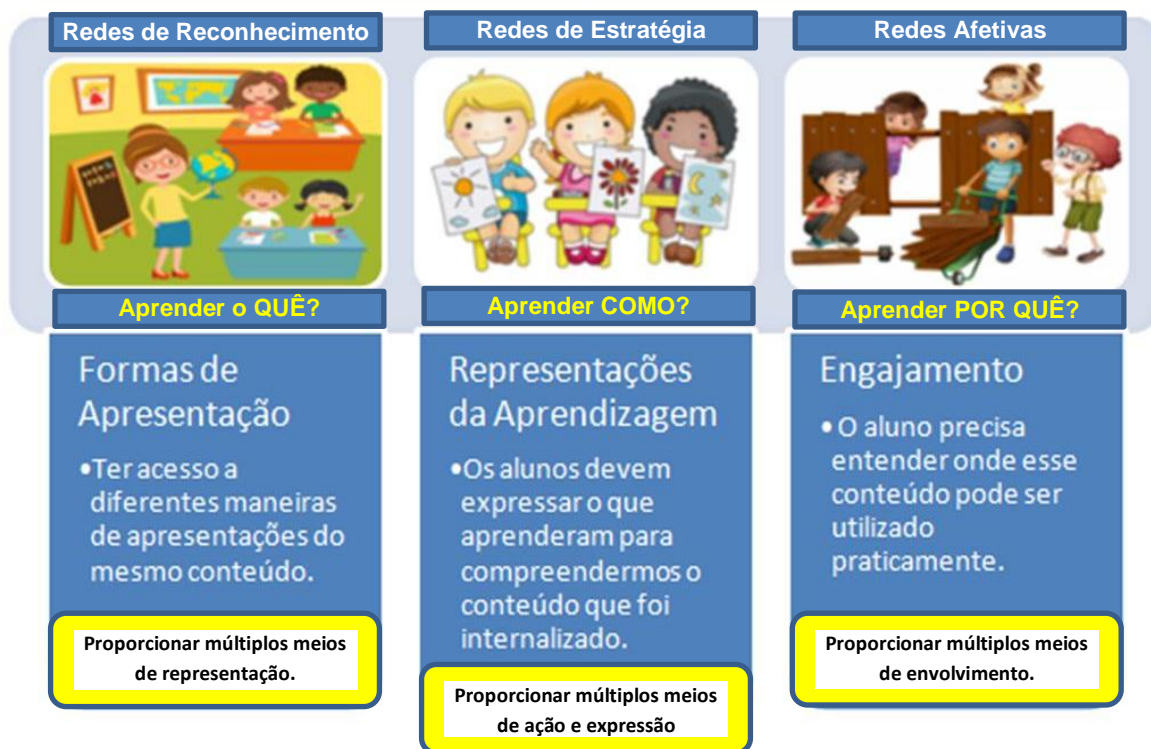 Redes de Reconhecimento
Aprender o QUÊ?
Formas de
Apresentação
•Ter acesso a
diferentes maneiras
de apresentações do
mesmo conteúdo.
Proporcionar múltiplos meios
de representação.
Redes de Estratégia
Aprender COMO?
Representações
da Aprendizagem
•Os alunos devem
expressar o que
aprenderam para
compreendermos o
conteúdo que foi
internalizado.
Proporcionar múltiplos meios
de ação e expressão
Redes Afetivas
Aprender POR QUÊ?
Engajamento
• O aluno precisa
entender onde esse
conteúdo pode ser
utilizado
praticamente.
Proporcionar múltiplos meios
de envolvimento.